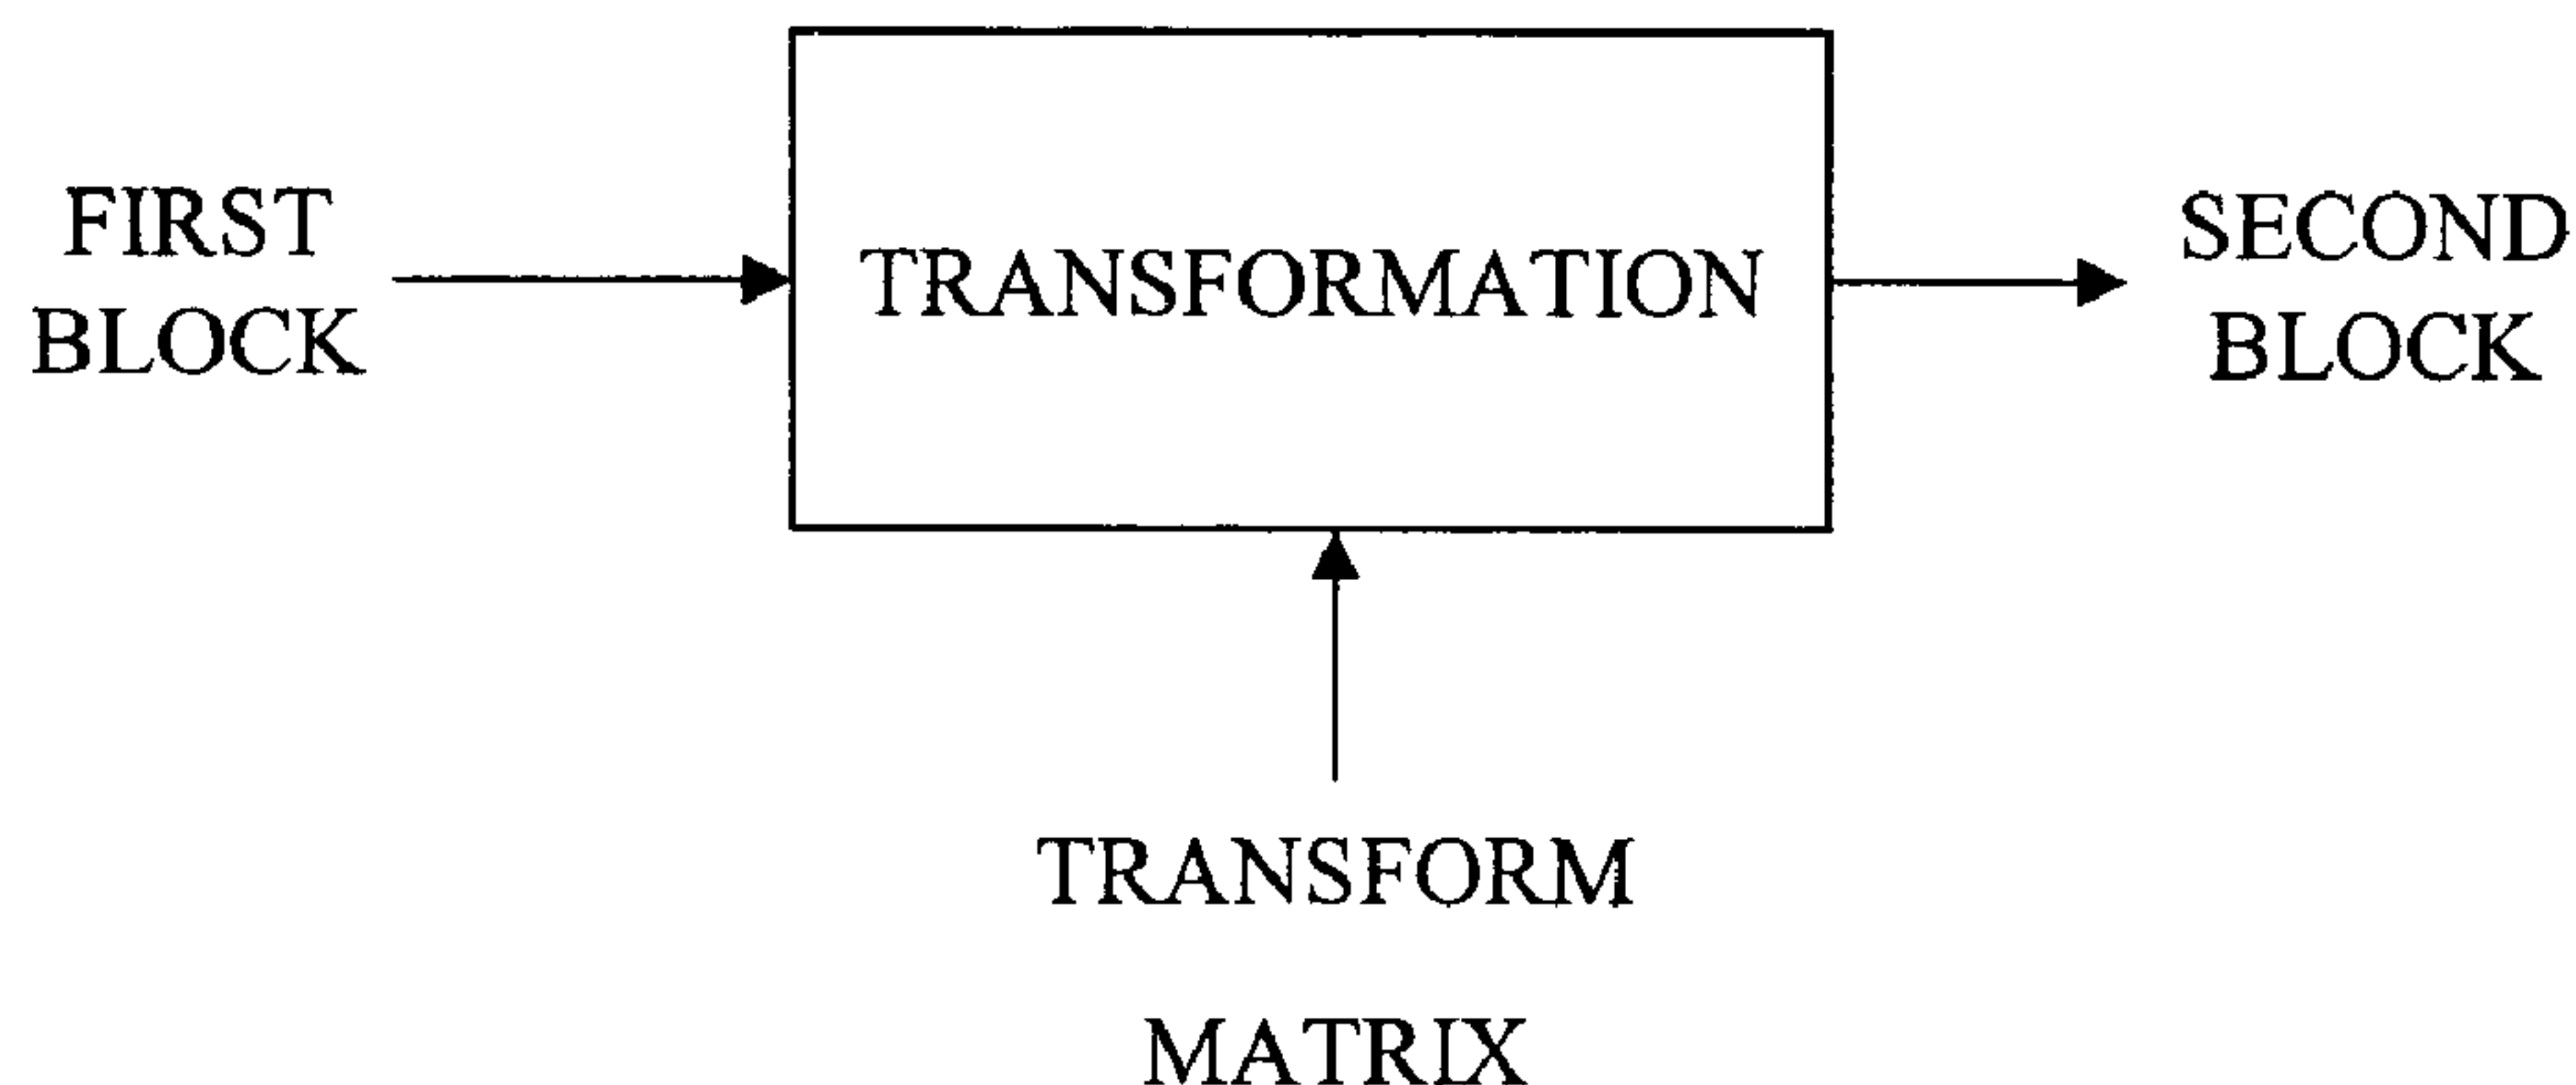 FIRST
BLOCK
TRANSFORMATION
SECOND
BLOCK
TRANSFORM
MATRIX